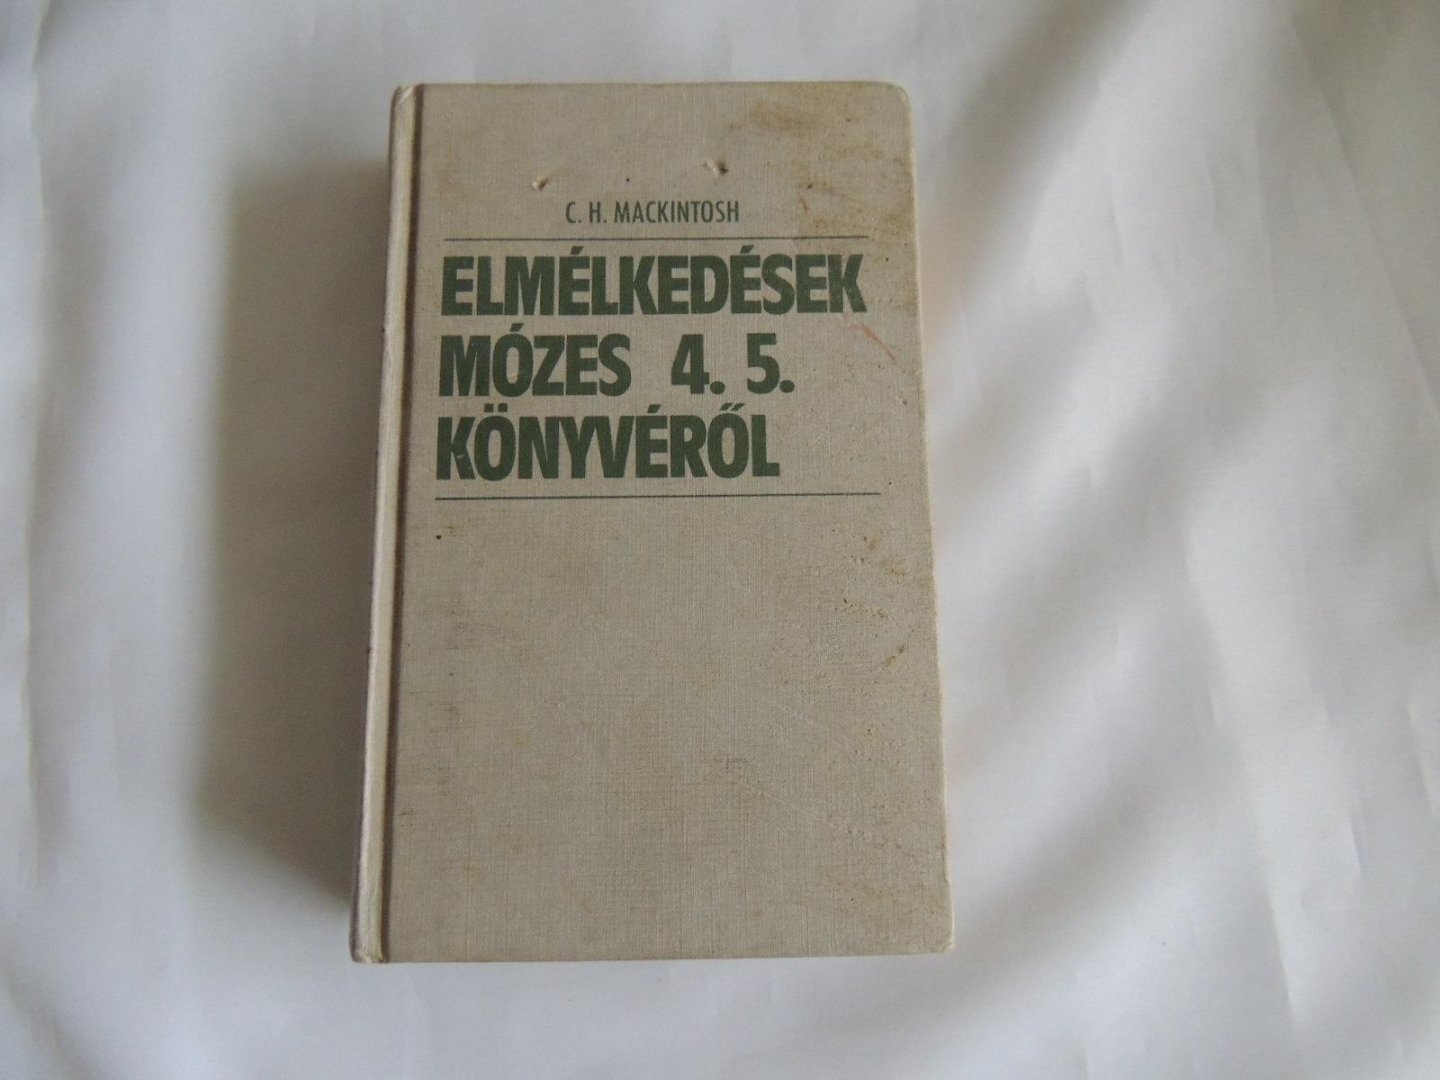 C. H. MACKINTOSH
ELMÉLKEDÉSEK
MÓZES 4. 5.
KÖNYVÉRŐL